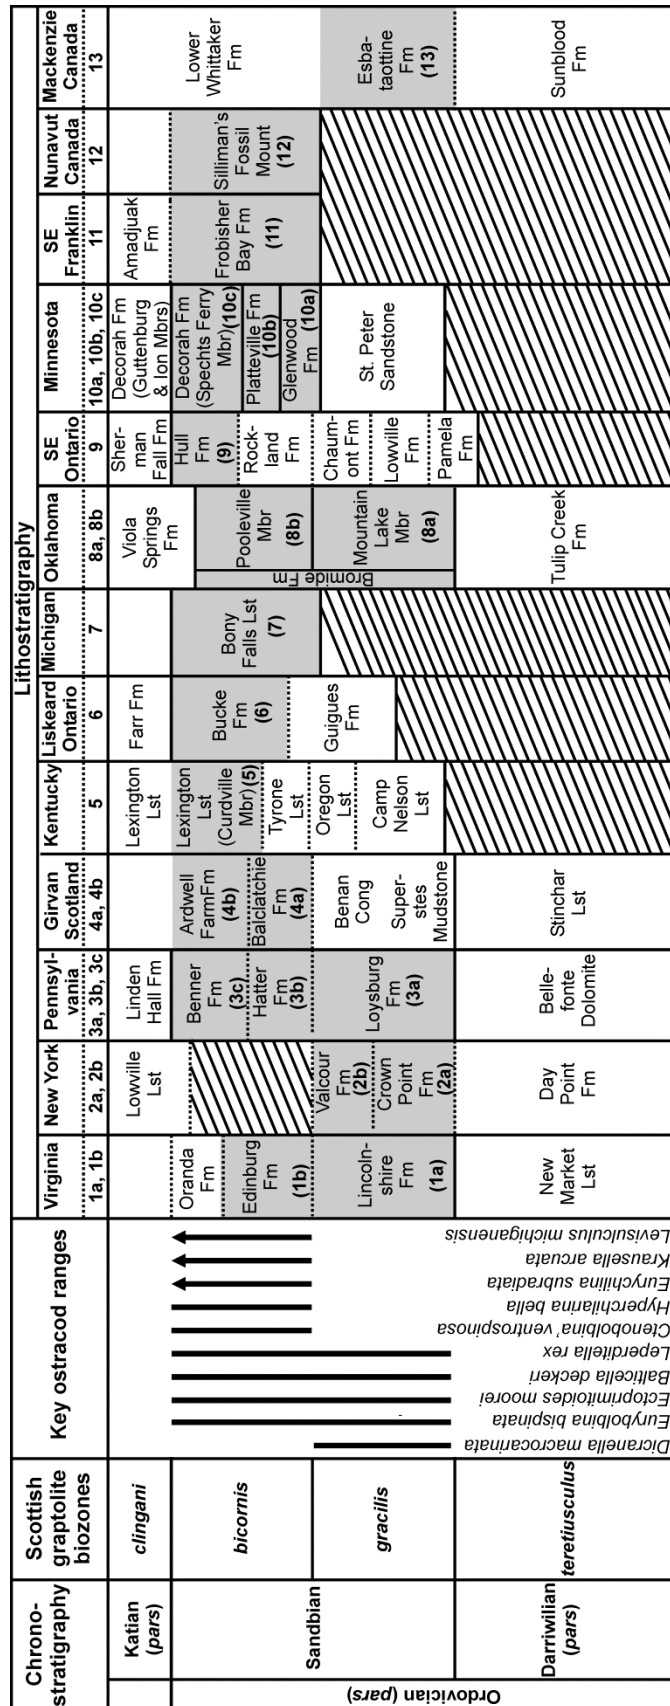 Chrono-
stratigraphy
Scottish
graptolite
biozones
Key ostracod ranges
Lithostratigraphy
Virginia
1a, 1b
New York
2a, 2b
Pennsyl-
vania
3a, 3b, 3c
Girvan
Scotland
4a, 4b
Kentucky
5
Liskeard
Ontario
6
Michigan
7
Oklahoma
8a, 8b
SE
Ontario
9
Minnesota
10a, 10b, 10c
SE
Franklin
11
Nunavut
Canada
12
Mackenzie
Canada
13
Ordovician (pars)
Katian
(pars)
Sandbian
Darriwilian
(pars)
clingani
bicornis
gracilis
teretiusculus
Dicranella macrocarinata
Eurybolbina bispinata
Ectoprimitoides moorei
Balticella deckeri
Leperditella rex
Ctenobolbina' ventrospinosa
Hyperchilarina bella
Eurychilina subradiata
Krausella arcuata
Levisulculus michiganensis
Oranda
Fm
Edinburg
Fm
(1b)
Lincoln-
shire
Fm
(1a)
New
Market
Lst
Lowville
Lst
Valcour
Fm
(2b)
Crown
Point
Fm
(2a)
Day
Point
Fm
Linden
Hall Fm
Benner
Fm
(3c)
Hatter
Fm
(3b)
Loysburg
Fm
(3a)
Belle-
fonte
Dolomite
Ardwell
FarmFm
(4b)
Balclatchie
Fm
(4a)
Benan
Cong
Super-
stes
Mudstone
Stinchar
Lst
Lexington
Lst
Lexington
Lst
(Curdville
Mbr)(5)
Tyrone
Lst
Oregon
Lst
Camp
Nelson
Lst
Farr Fm
Bucke
Fm
(6)
Guigues
Fm
Bony
Falls Lst
(7)
Viola
Springs
Fm
Bromide Fm
Pooleville
Mbr
(8b)
Mountain
Lake
Mbr
(8a)
Tulip Creek
Fm
Sher-
man
Fall Fm
Hull
Fm
(9)
Rock-
land
Fm
Chaum-
ont Fm
Lowville
Fm
Pamela
Fm
Decorah Fm
(Guttenburg
& Ion Mbrs)
Decorah Fm
(Spechts Ferry
Mbr)(10c)
Platteville Fm
(10b)
Glenwood
Fm (10a)
St. Peter
Sandstone
Amadjuak
Fm
Frobisher
Bay Fm
(11)
Silliman's
Fossil
Mount
(12)
Lower
Whittaker
Fm
Esba-
taottine
Fm
(13)
Sunblood
Fm